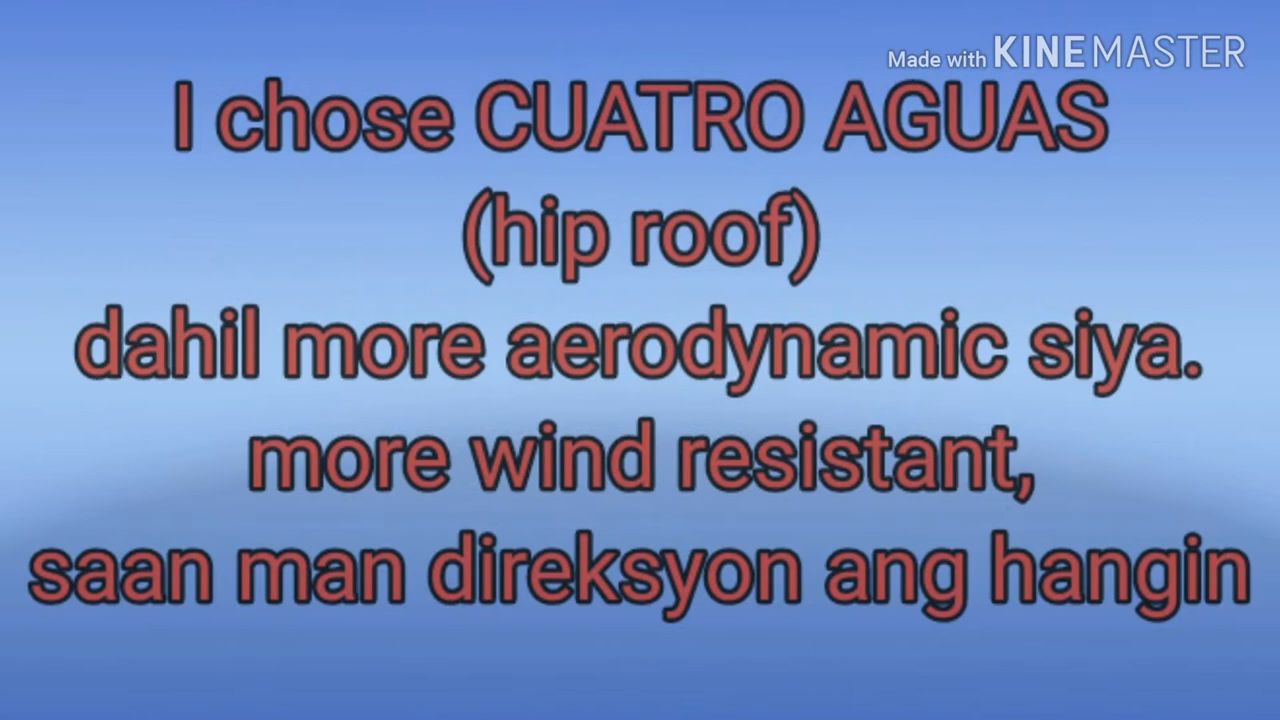 Made with KINEMASTER
I chose CUATRO AGUAS
(hip roof)
dahil more aerodynamic siya.
more wind resistant,
saan man direksyon ang hangin